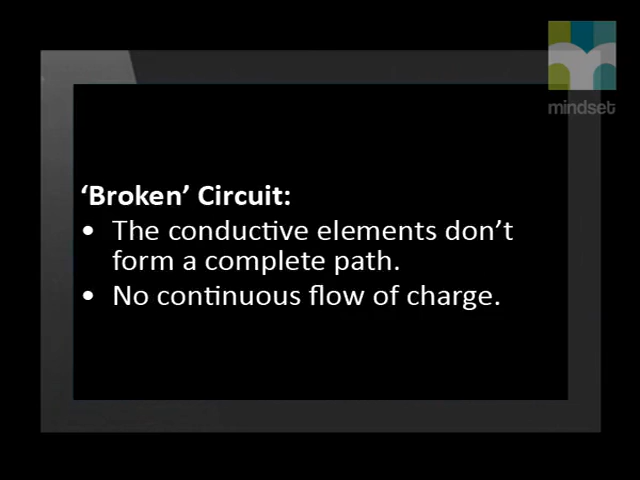 mindset
‘Broken’ Circuit:
• The conductive elements don’t
form a complete path.
• No continuous flow of charge.